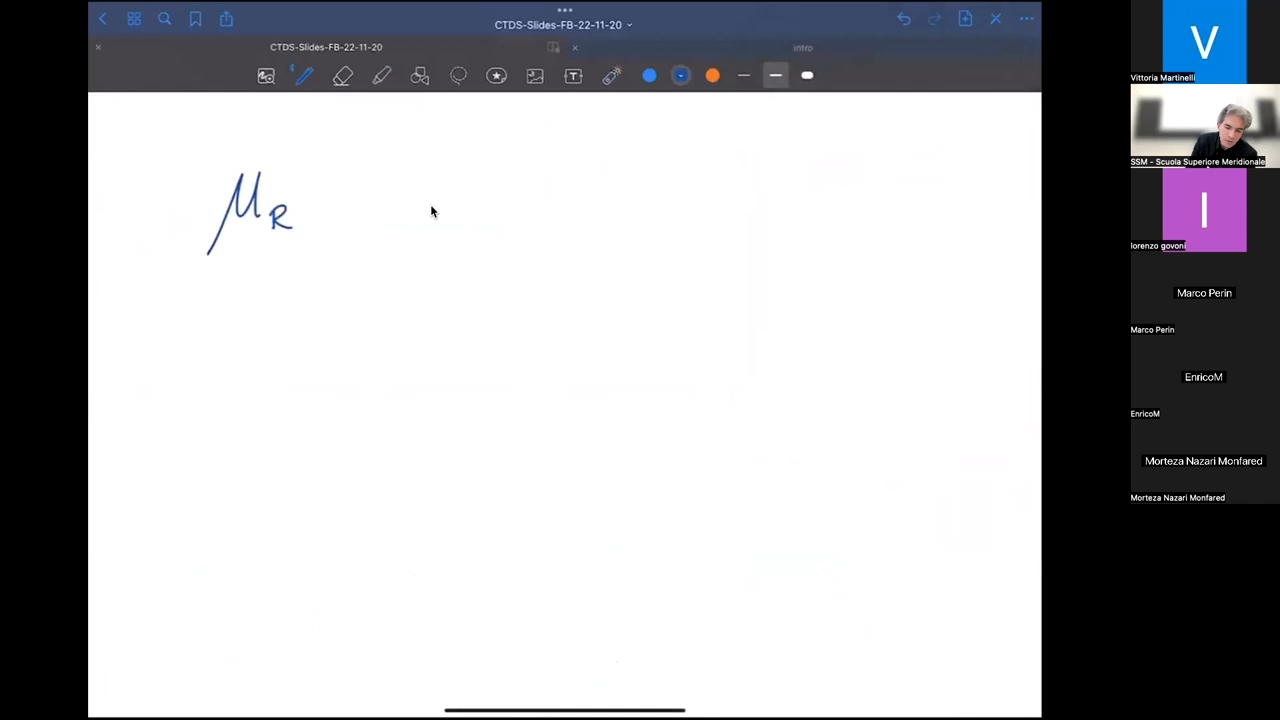 CTDS-Slides-FB-22-11-20
CTDS-Slides-FB-22-11-20
intro
T
μR
V
Vittoria Martinelli
SSM - Scuola Superiore Meridionale
I
lorenzo govoni
Marco Perin
Marco Perin
EnricoM
EnricoM
Morteza Nazari Monfared
Morteza Nazari Monfared